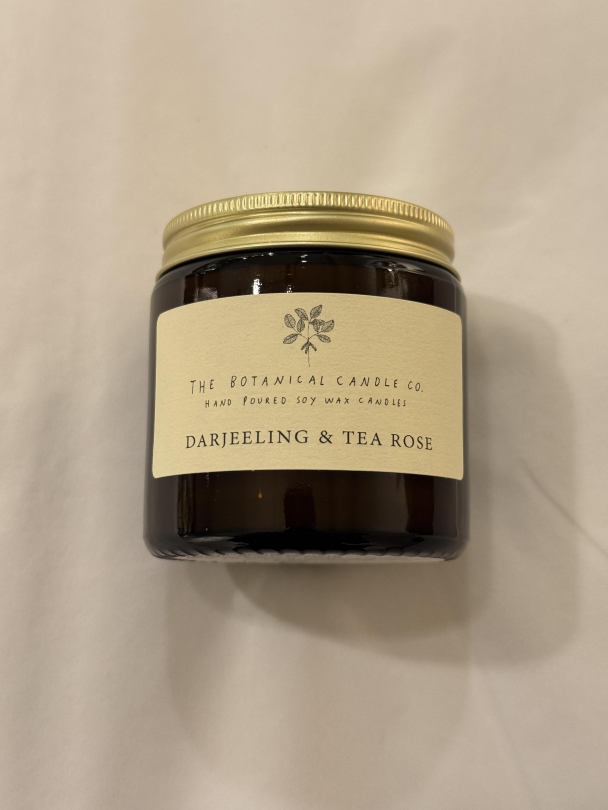 THE BOTANICAL CANDLE CO.
HAND POURED SOY WAX CANDLES
DARJEELING & TEA ROSE